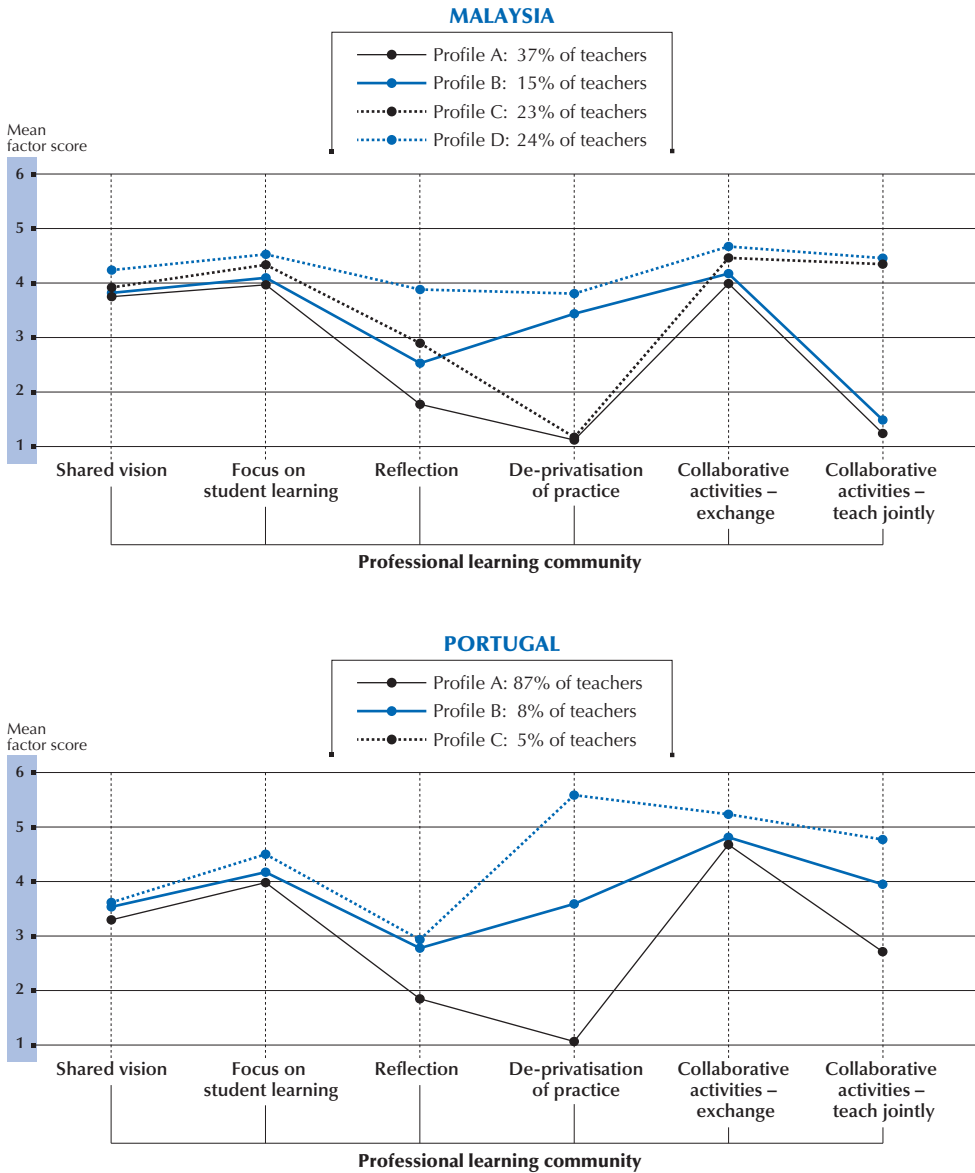 MALAYSIA
Profile A: 37% of teachers
Profile B: 15% of teachers
Profile C: 23% of teachers
Profile D: 24% of teachers
Mean
factor score
6
5
4
3
2
1
Shared vision
Focus on
student learning
Reflection
De-privatisation
of practice
Collaborative
activities –
exchange
Collaborative
activities –
teach jointly
Professional learning community
PORTUGAL
Profile A: 87% of teachers
Profile B: 8% of teachers
Profile C: 5% of teachers
Mean
factor score
6
5
4
3
2
1
Shared vision
Focus on
student learning
Reflection
De-privatisation
of practice
Collaborative
activities –
exchange
Collaborative
activities –
teach jointly
Professional learning community